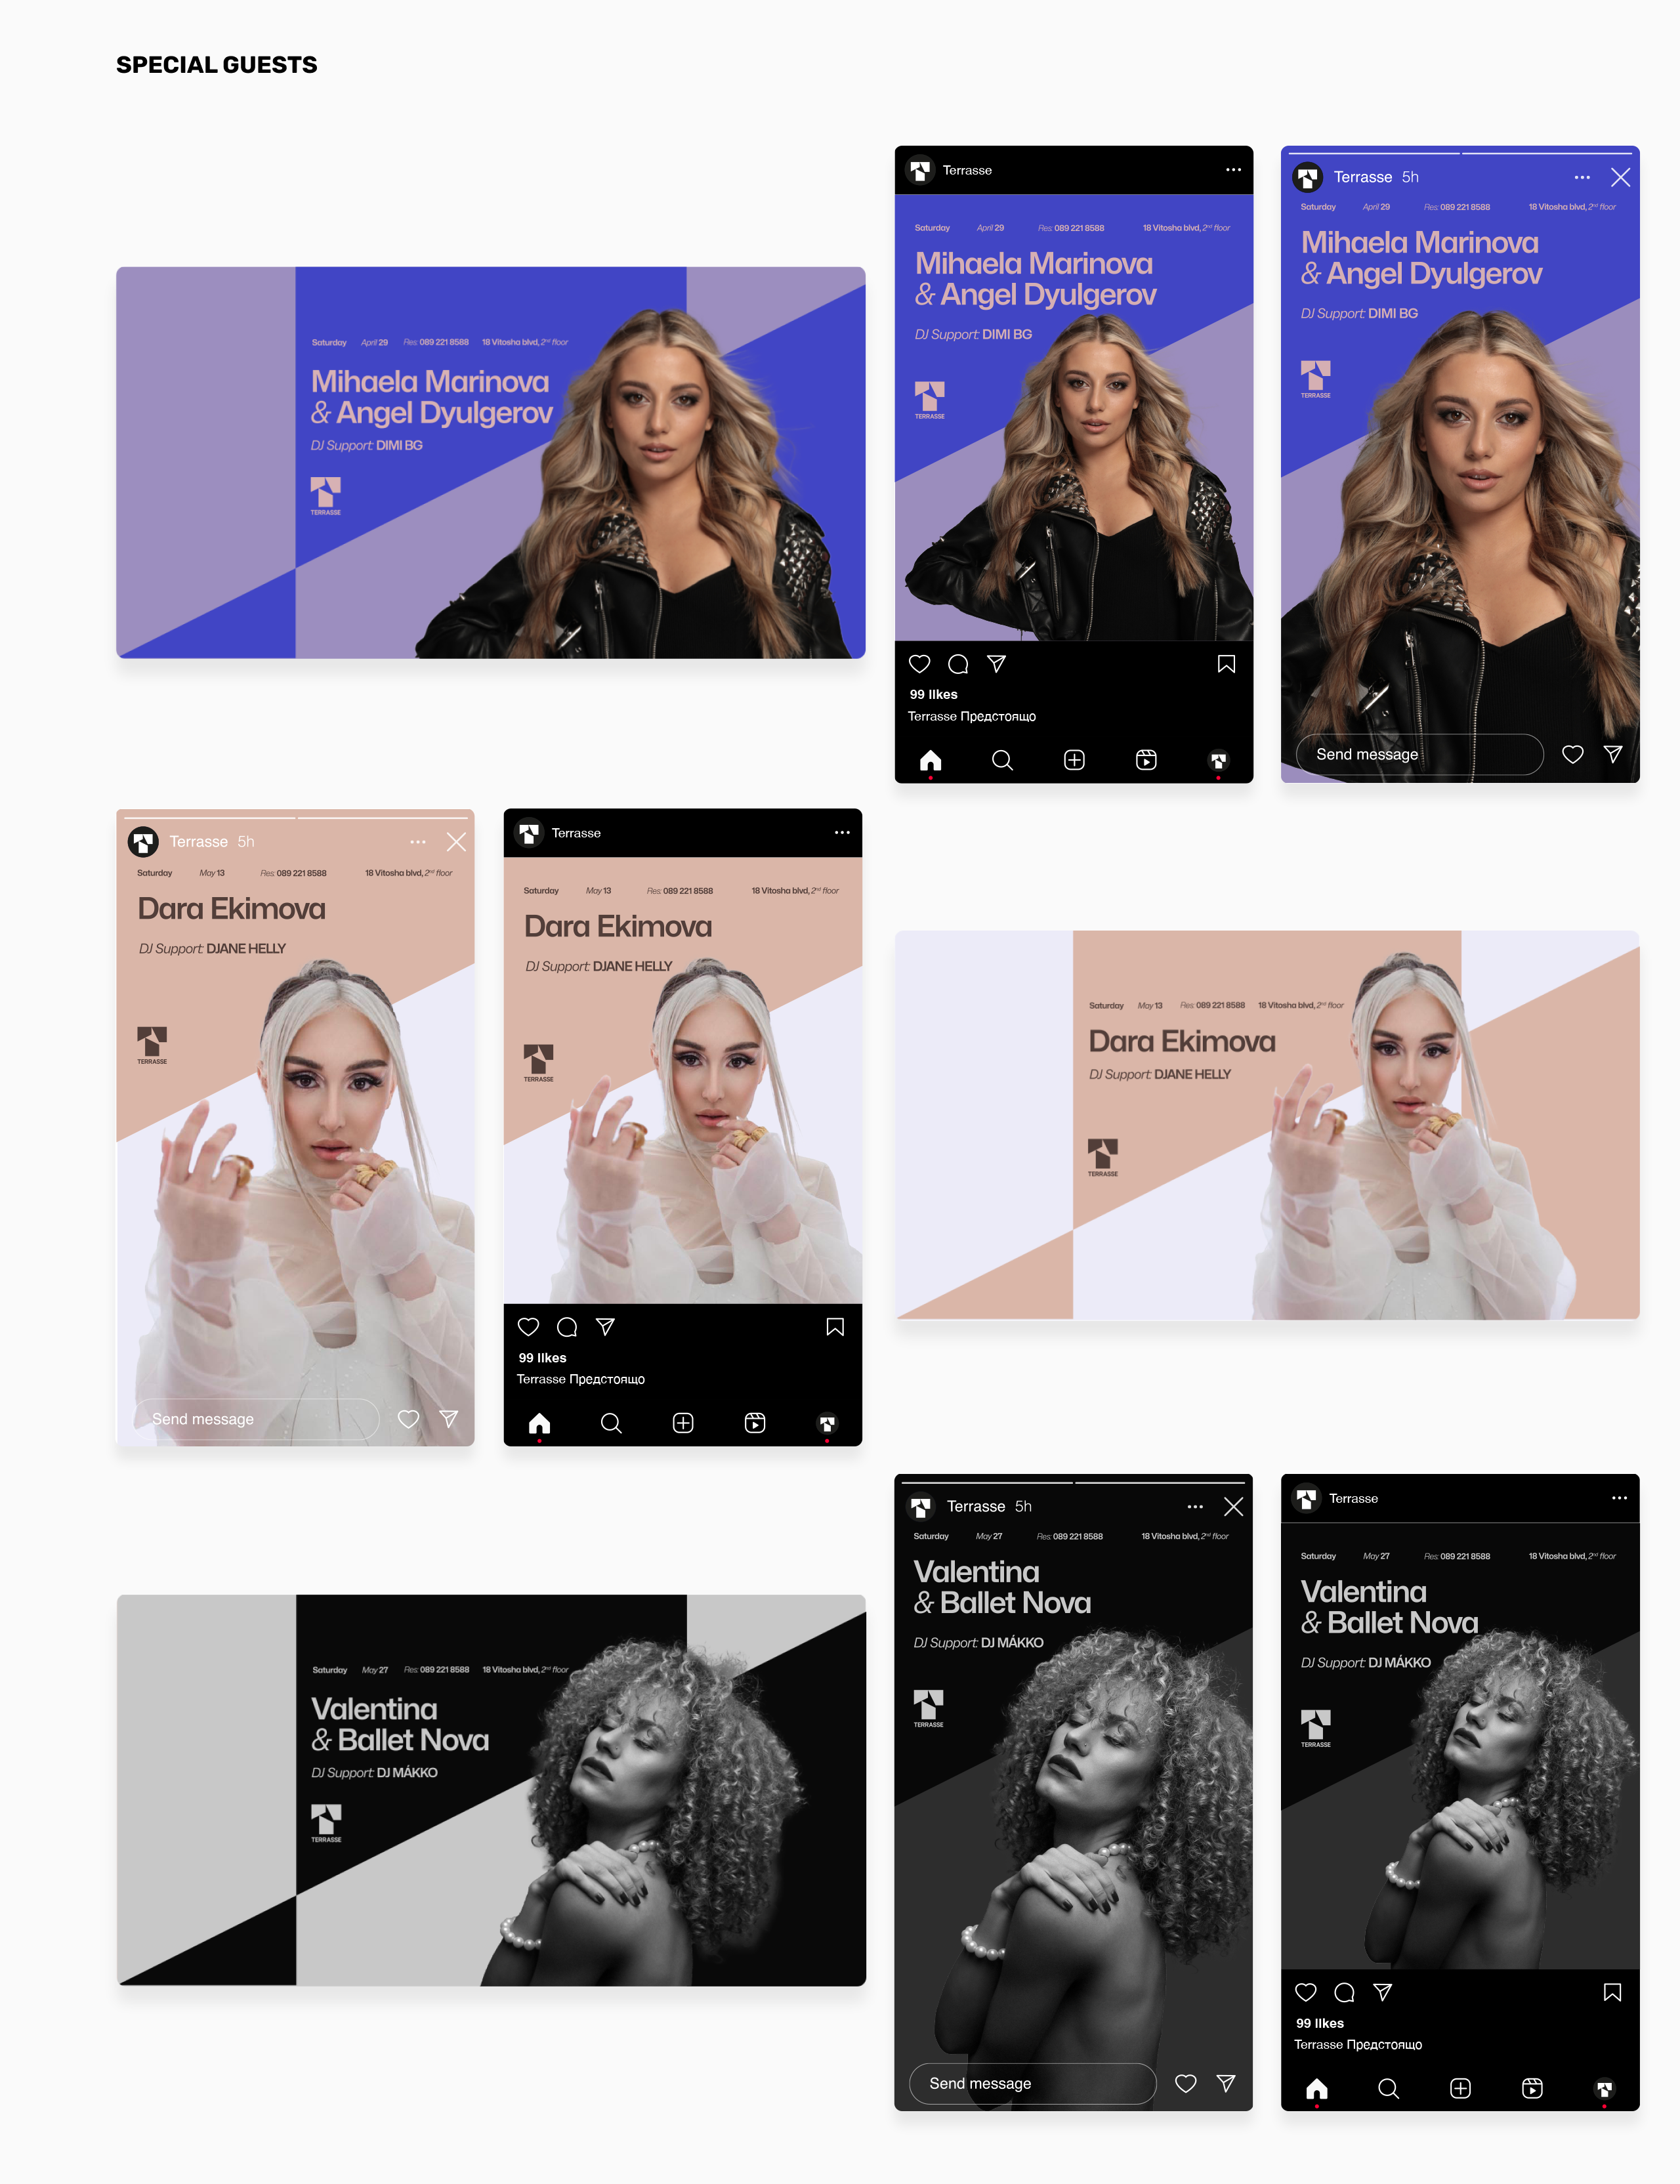 SPECIAL GUESTS
Saturday April 29 Res: 089 221 8588 18 Vitosha blvd, 2nd floor
Mihaela Marinova
& Angel Dyulgerov
DJ Support: DIMI BG
TERRASSE
Terrasse
Saturday April 29 Res: 089 221 8588 18 Vitosha blvd, 2nd floor
Mihaela Marinova
& Angel Dyulgerov
DJ Support: DIMI BG
TERRASSE
99 likes
Terrasse Предстоящо
Terrasse 5h
Saturday April 29 Res: 089 221 8588 18 Vitosha blvd, 2nd floor
Mihaela Marinova
& Angel Dyulgerov
DJ Support: DIMI BG
TERRASSE
Send message
Terrasse 5h
Saturday May 13 Res: 089 221 8588 18 Vitosha blvd, 2nd floor
Dara Ekimova
DJ Support: DJANE HELLY
TERRASSE
Send message
Terrasse
Saturday May 13 Res: 089 221 8588 18 Vitosha blvd, 2nd floor
Dara Ekimova
DJ Support: DJANE HELLY
TERRASSE
99 likes
Terrasse Предстоящо
Saturday May 13 Res: 089 221 8588 18 Vitosha blvd, 2nd floor
Dara Ekimova
DJ Support: DJANE HELLY
TERRASSE
Saturday May 27 Res: 089 221 8588 18 Vitosha blvd, 2nd floor
Valentina
& Ballet Nova
DJ Support: DJ MÁKKO
TERRASSE
Terrasse 5h
Saturday May 27 Res: 089 221 8588 18 Vitosha blvd, 2nd floor
Valentina
& Ballet Nova
DJ Support: DJ MÁKKO
TERRASSE
Send message
Terrasse
Saturday May 27 Res: 089 221 8588 18 Vitosha blvd, 2nd floor
Valentina
& Ballet Nova
DJ Support: DJ MÁKKO
TERRASSE
99 likes
Terrasse Предстоящо